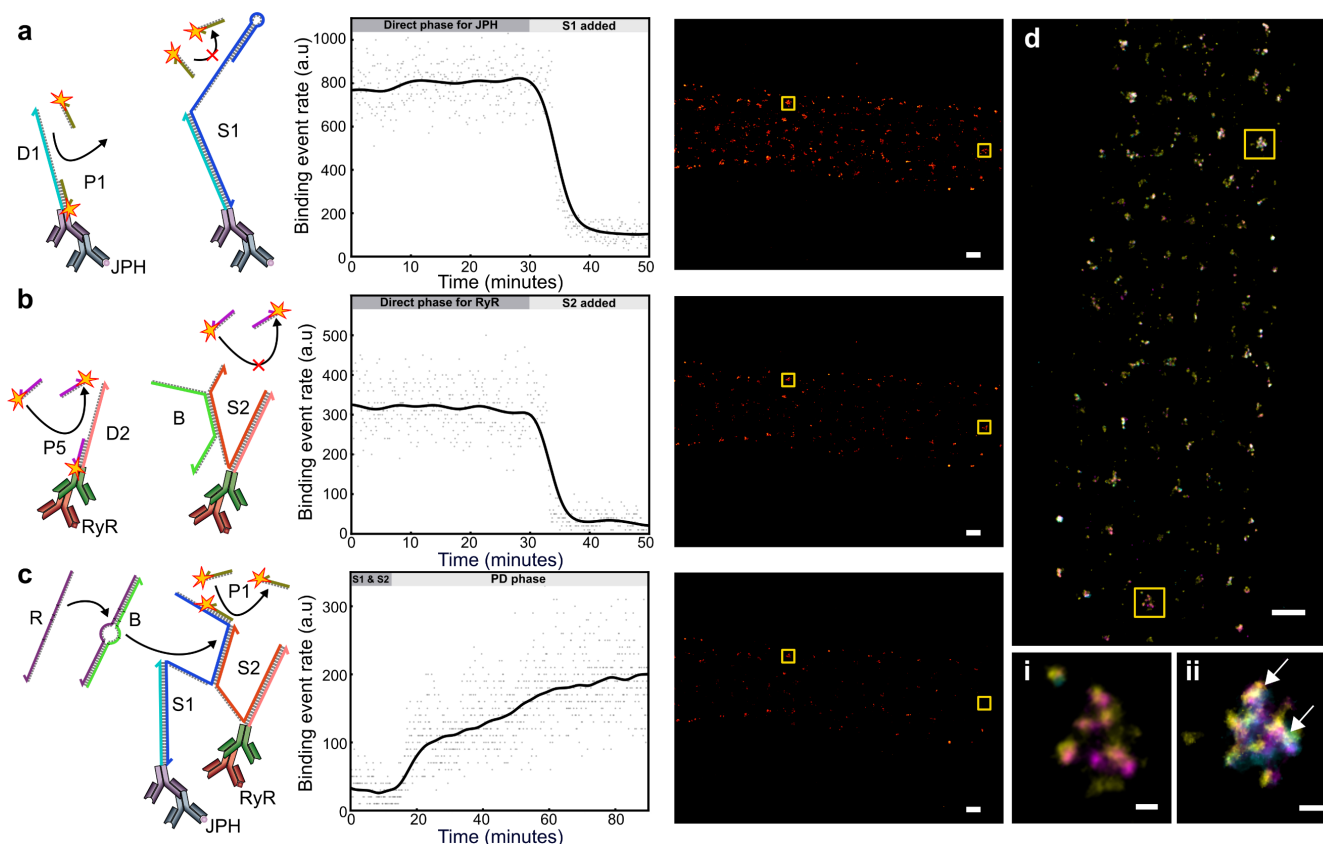 a
D1
P1
JPH
S1
Direct phase for JPH
S1 added
Binding event rate (a.u)
1000
800
600
400
200
0
0 10 20 30 40 50
Time (minutes)
b
P5
D2
RyR
B
S2
Direct phase for RyR
S2 added
Binding event rate (a.u)
500
400
300
200
100
0
0 10 20 30 40 50
Time (minutes)
c
R
B
P1
S1
S2
RyR
JPH
S1 & S2
PD phase
Binding event rate (a.u)
300
200
100
0
0 20 40 60 80
Time (minutes)
d
i
ii